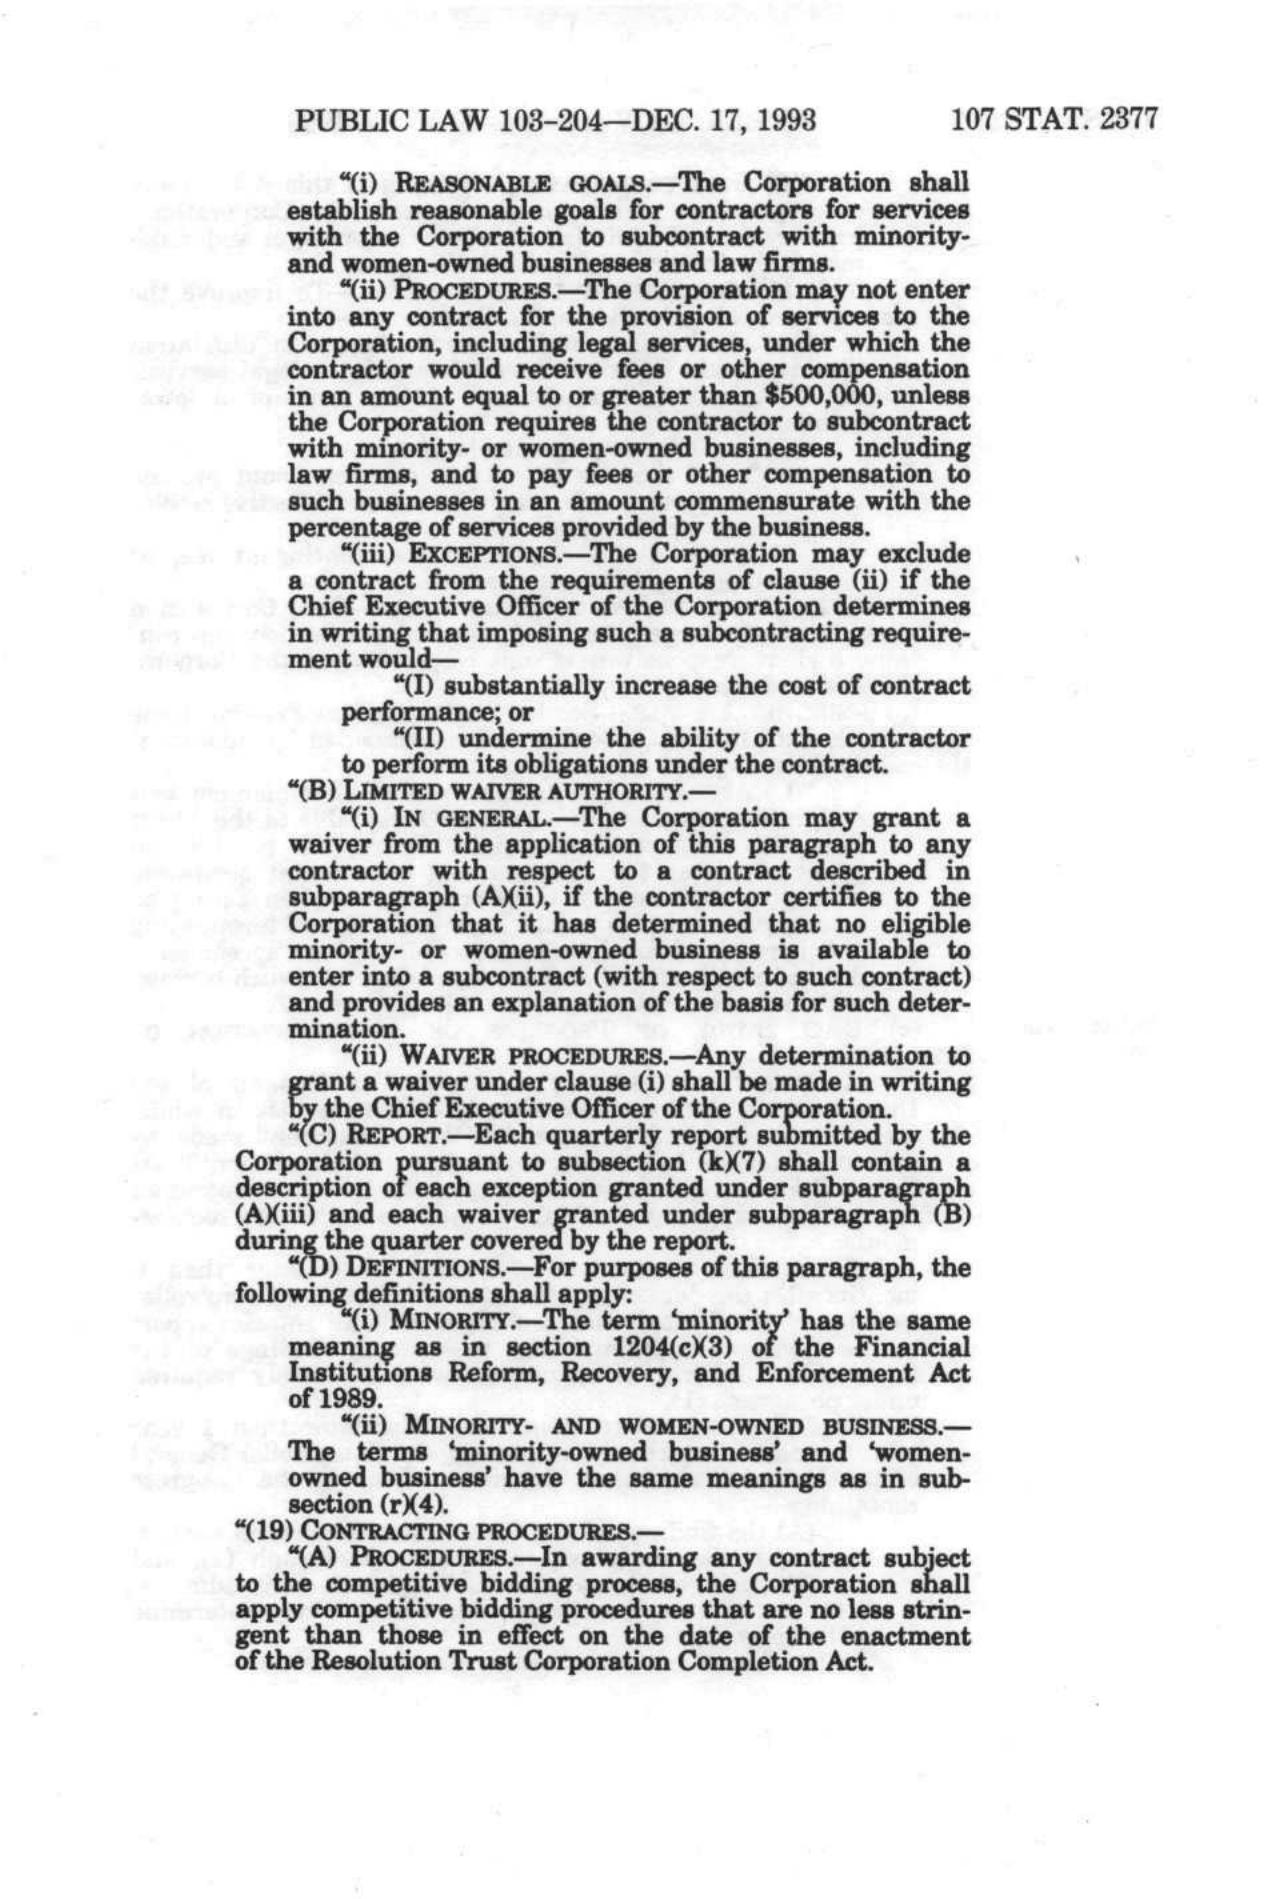 PUBLIC LAW 103–204—DEC. 17, 1993 107 STAT. 2377
“(i) REASONABLE GOALS.—The Corporation shall
establish reasonable goals for contractors for services
with the Corporation to subcontract with minority-
and women-owned businesses and law firms.
“(ii) PROCEDURES.—The Corporation may not enter
into any contract for the provision of services to the
Corporation, including legal services, under which the
contractor would receive fees or other compensation
in an amount equal to or greater than $500,000, unless
the Corporation requires the contractor to subcontract
with minority- or women-owned businesses, including
law firms, and to pay fees or other compensation to
such businesses in an amount commensurate with the
percentage of services provided by the business.
“(iii) EXCEPTIONS.—The Corporation may exclude
a contract from the requirements of clause (ii) if the
Chief Executive Officer of the Corporation determines
in writing that imposing such a subcontracting require-
ment would—
“(I) substantially increase the cost of contract
performance; or
“(II) undermine the ability of the contractor
to perform its obligations under the contract.
“(B) LIMITED WAIVER AUTHORITY.—
“(i) IN GENERAL.—The Corporation may grant a
waiver from the application of this paragraph to any
contractor with respect to a contract described in
subparagraph (A)(ii), if the contractor certifies to the
Corporation that it has determined that no eligible
minority- or women-owned business is available to
enter into a subcontract (with respect to such contract)
and provides an explanation of the basis for such deter-
mination.
“(ii) WAIVER PROCEDURES.—Any determination to
grant a waiver under clause (i) shall be made in writing
by the Chief Executive Officer of the Corporation.
“(C) REPORT.—Each quarterly report submitted by the
Corporation pursuant to subsection (k)(7) shall contain a
description of each exception granted under subparagraph
(A)(iii) and each waiver granted under subparagraph (B)
during the quarter covered by the report.
“(D) DEFINITIONS.—For purposes of this paragraph, the
following definitions shall apply:
“(i) MINORITY.—The term ‘minority’ has the same
meaning as in section 1204(c)(3) of the Financial
Institutions Reform, Recovery, and Enforcement Act
of 1989.
“(ii) MINORITY- AND WOMEN-OWNED BUSINESS.—
The terms ‘minority-owned business’ and ‘women-
owned business’ have the same meanings as in sub-
section (r)(4).
“(19) CONTRACTING PROCEDURES.—
“(A) PROCEDURES.—In awarding any contract subject
to the competitive bidding process, the Corporation shall
apply competitive bidding procedures that are no less strin-
gent than those in effect on the date of the enactment
of the Resolution Trust Corporation Completion Act.